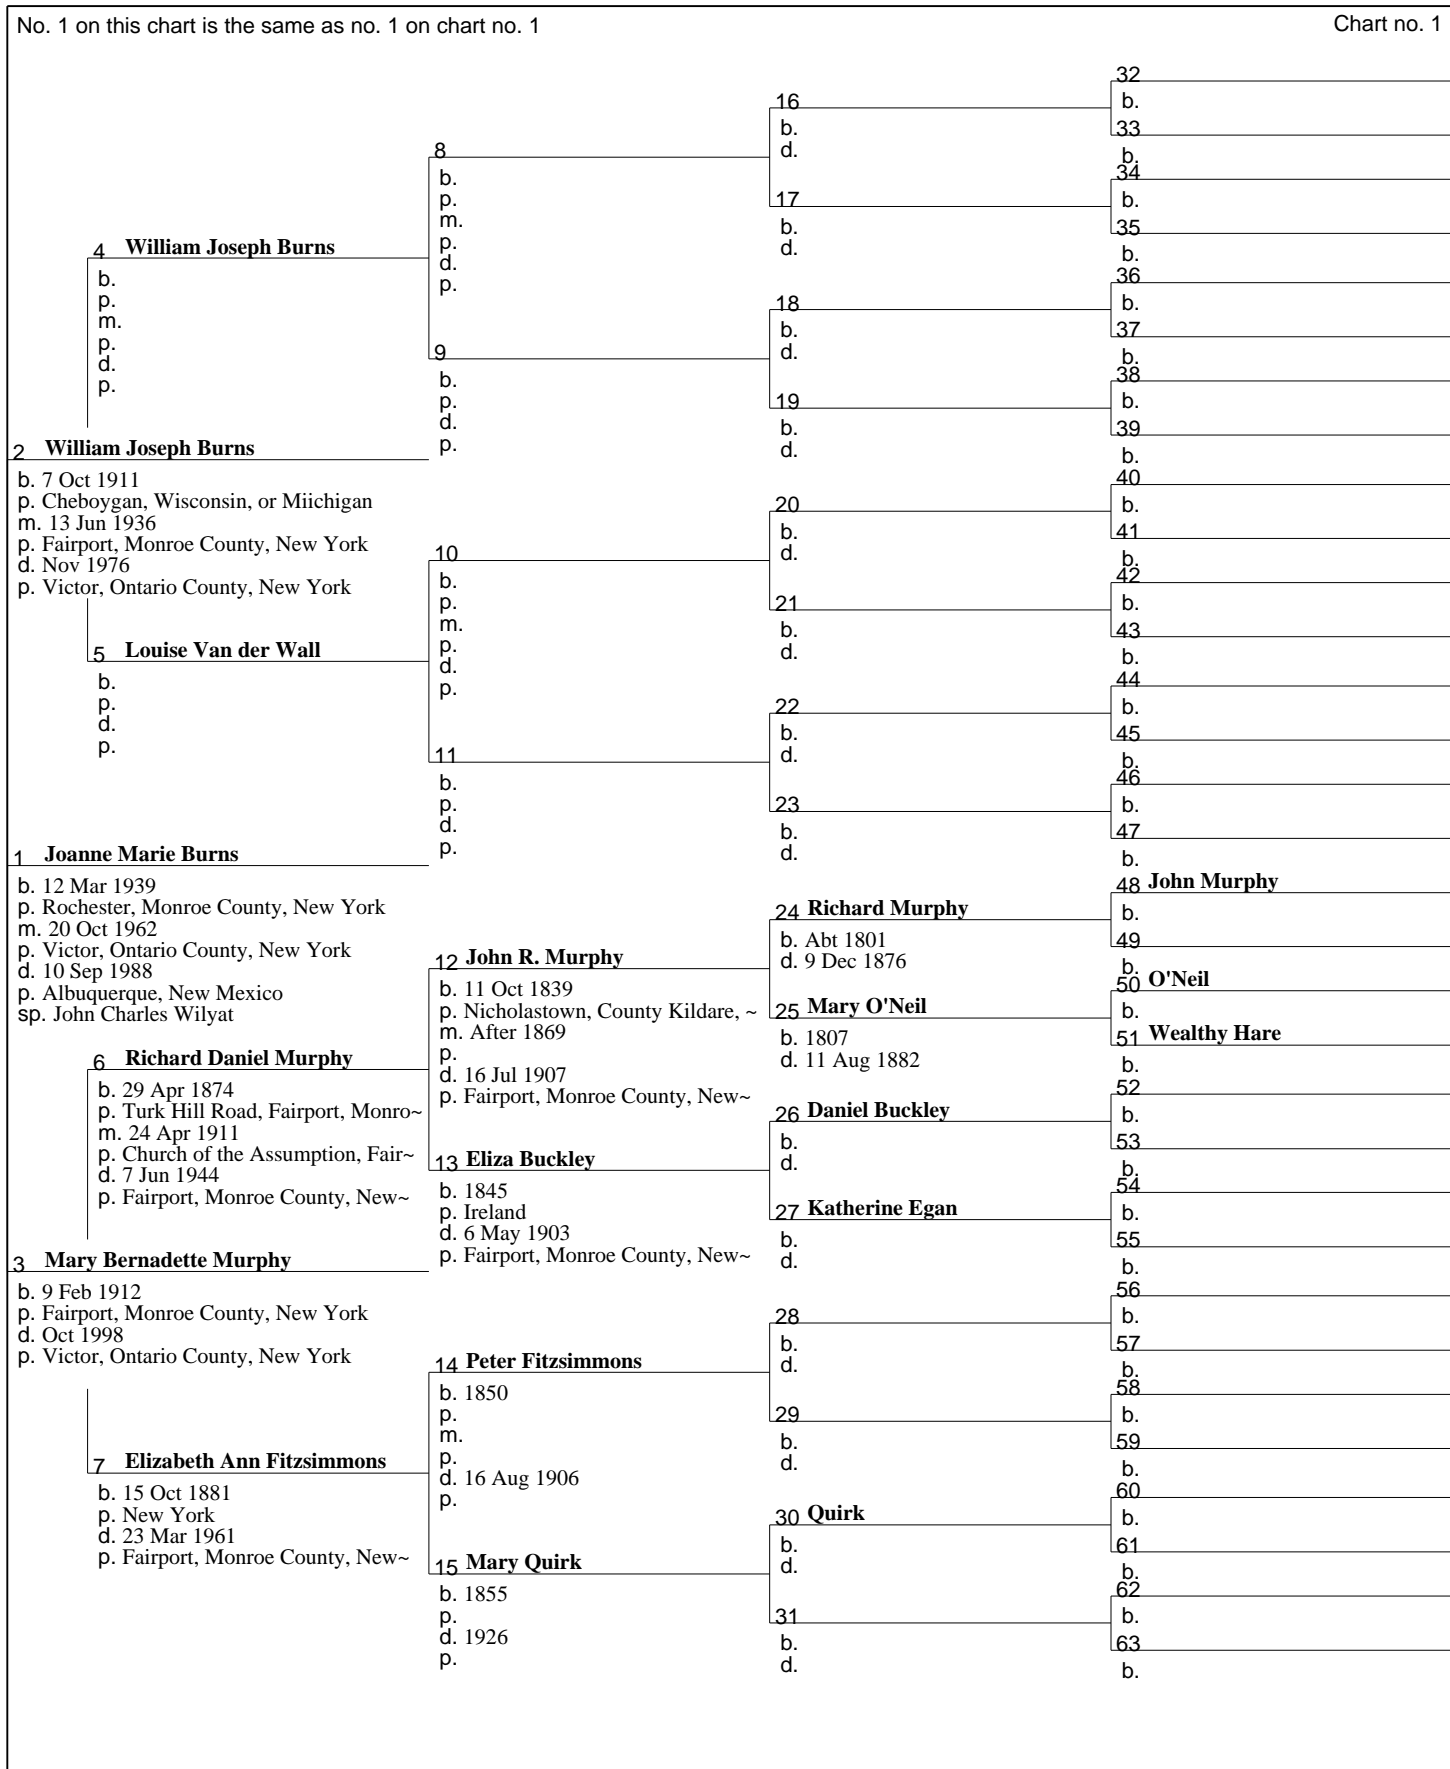 No. 1 on this chart is the same as no. 1 on chart no. 1
Chart no. 1
1 Joanne Marie Burns
b. 12 Mar 1939
p. Rochester, Monroe County, New York
m. 20 Oct 1962
p. Victor, Ontario County, New York
d. 10 Sep 1988
p. Albuquerque, New Mexico
sp. John Charles Wilyat
2 William Joseph Burns
b. 7 Oct 1911
p. Cheboygan, Wisconsin, or Miichigan
m. 13 Jun 1936
p. Fairport, Monroe County, New York
d. Nov 1976
p. Victor, Ontario County, New York
3 Mary Bernadette Murphy
b. 9 Feb 1912
p. Fairport, Monroe County, New York
d. Oct 1998
p. Victor, Ontario County, New York
4 William Joseph Burns
b.
p.
m.
p.
d.
p.
5 Louise Van der Wall
b.
p.
d.
p.
6 Richard Daniel Murphy
b. 29 Apr 1874
p. Turk Hill Road, Fairport, Monro~
m. 24 Apr 1911
p. Church of the Assumption, Fair~
d. 7 Jun 1944
p. Fairport, Monroe County, New~
7 Elizabeth Ann Fitzsimmons
b. 15 Oct 1881
p. New York
d. 23 Mar 1961
p. Fairport, Monroe County, New~
8
b.
p.
m.
p.
d.
p.
9
b.
p.
d.
p.
10
b.
p.
m.
p.
d.
p.
11
b.
p.
d.
p.
12 John R. Murphy
b. 11 Oct 1839
p. Nicholastown, County Kildare, ~
m. After 1869
p.
d. 16 Jul 1907
p. Fairport, Monroe County, New~
13 Eliza Buckley
b. 1845
p. Ireland
d. 6 May 1903
p. Fairport, Monroe County, New~
14 Peter Fitzsimmons
b. 1850
p.
m.
p.
d. 16 Aug 1906
p.
15 Mary Quirk
b. 1855
p.
d. 1926
p.
16
b.
d.
17
b.
d.
18
b.
d.
19
b.
d.
20
b.
d.
21
b.
d.
22
b.
d.
23
b.
d.
24 Richard Murphy
b. Abt 1801
d. 9 Dec 1876
25 Mary O'Neil
b. 1807
d. 11 Aug 1882
26 Daniel Buckley
b.
d.
27 Katherine Egan
b.
d.
28
b.
d.
29
b.
d.
30 Quirk
b.
d.
31
b.
d.
32
b.
33
b.
34
b.
35
b.
36
b.
37
b.
38
b.
39
b.
40
b.
41
b.
42
b.
43
b.
44
b.
45
b.
46
b.
47
b.
48 John Murphy
b.
49
b.
50 O'Neil
b.
51 Wealthy Hare
b.
52
b.
53
b.
54
b.
55
b.
56
b.
57
b.
58
b.
59
b.
60
b.
61
b.
62
b.
63
b.